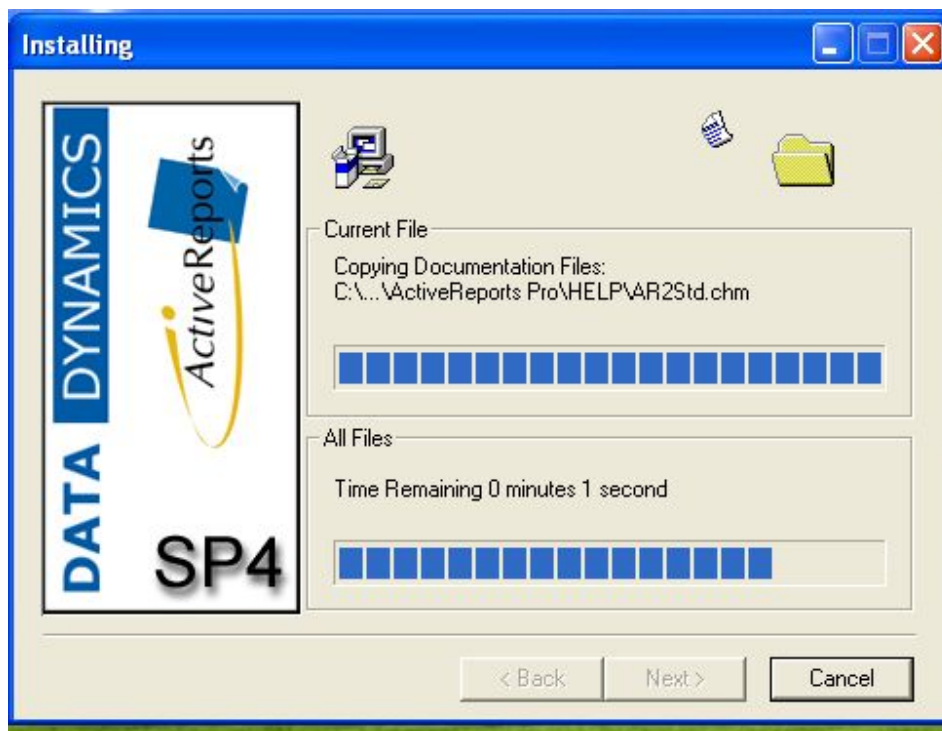 Installing
DATA DYNAMICS
ActiveReports
SP4
Current File
Copying Documentation Files:
C:\...\ActiveReports Pro\HELP\AR2Std.chm
All Files
Time Remaining 0 minutes 1 second
< Back
Next >
Cancel